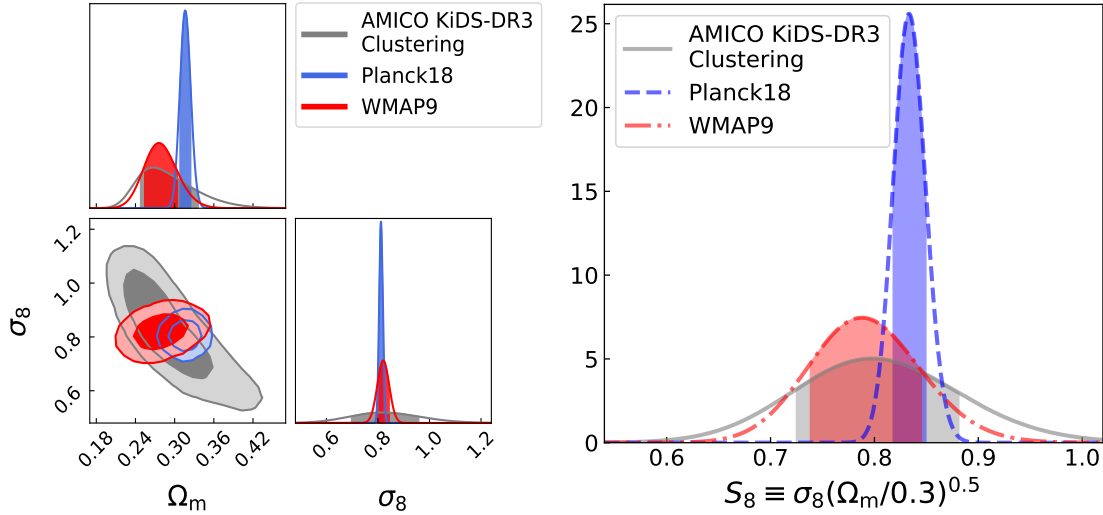 AMICO KiDS-DR3
Clustering
Planck18
WMAP9
σ8
1.2
1.0
0.8
0.6
0.18
0.24
0.30
0.36
0.42
Ωm
0.6
0.8
1.0
1.2
σ8
AMICO KiDS-DR3
Clustering
Planck18
WMAP9
25
20
15
10
5
0
0.6
0.7
0.8
0.9
1.0
S8 ≡ σ8(Ωm/0.3)^0.5